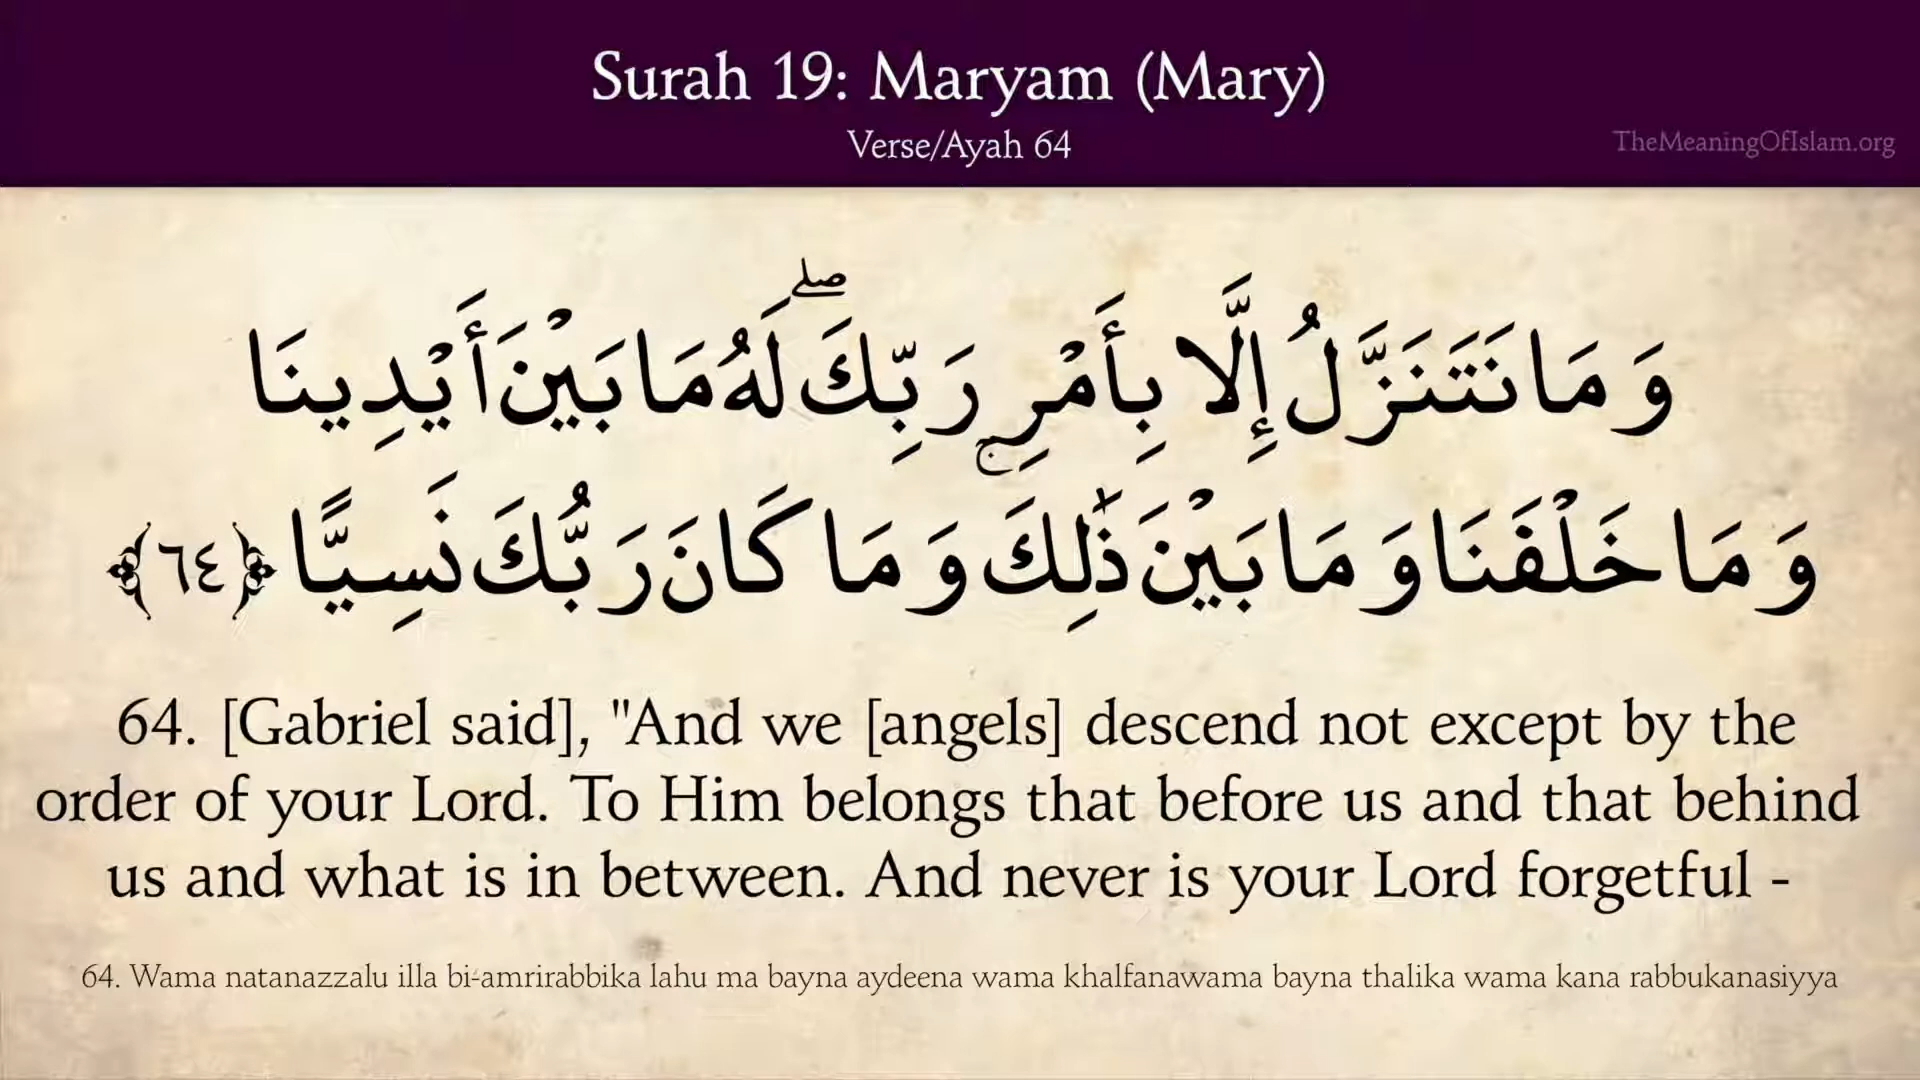 Surah 19: Maryam (Mary)
Verse/Ayah 64
TheMeaningOfIslam.org
وَمَا نَتَنَزَّلُ إِلَّا بِأَمْرِ رَبِّكَ ۖ لَهُ مَا بَيْنَ أَيْدِينَا
وَمَا خَلْفَنَا وَمَا بَيْنَ ذَٰلِكَ ۚ وَمَا كَانَ رَبُّكَ نَسِيًّا ﴿٦٤﴾
64. [Gabriel said], "And we [angels] descend not except by the
order of your Lord. To Him belongs that before us and that behind
us and what is in between. And never is your Lord forgetful -
64. Wama natanazzalu illa bi-amrirabbika lahu ma bayna aydeena wama khalfanawama bayna thalika wama kana rabbukanasiyya